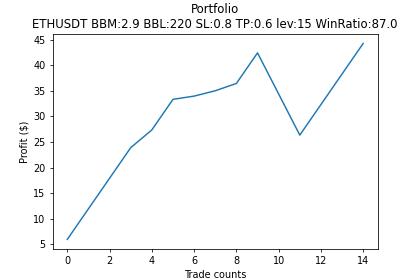 Portfolio
ETHUSDT BBM:2.9 BBL:220 SL:0.8 TP:0.6 lev:15 WinRatio:87.0
45
40
35
30
25
20
15
10
5
Profit ($)
0 2 4 6 8 10 12 14
Trade counts